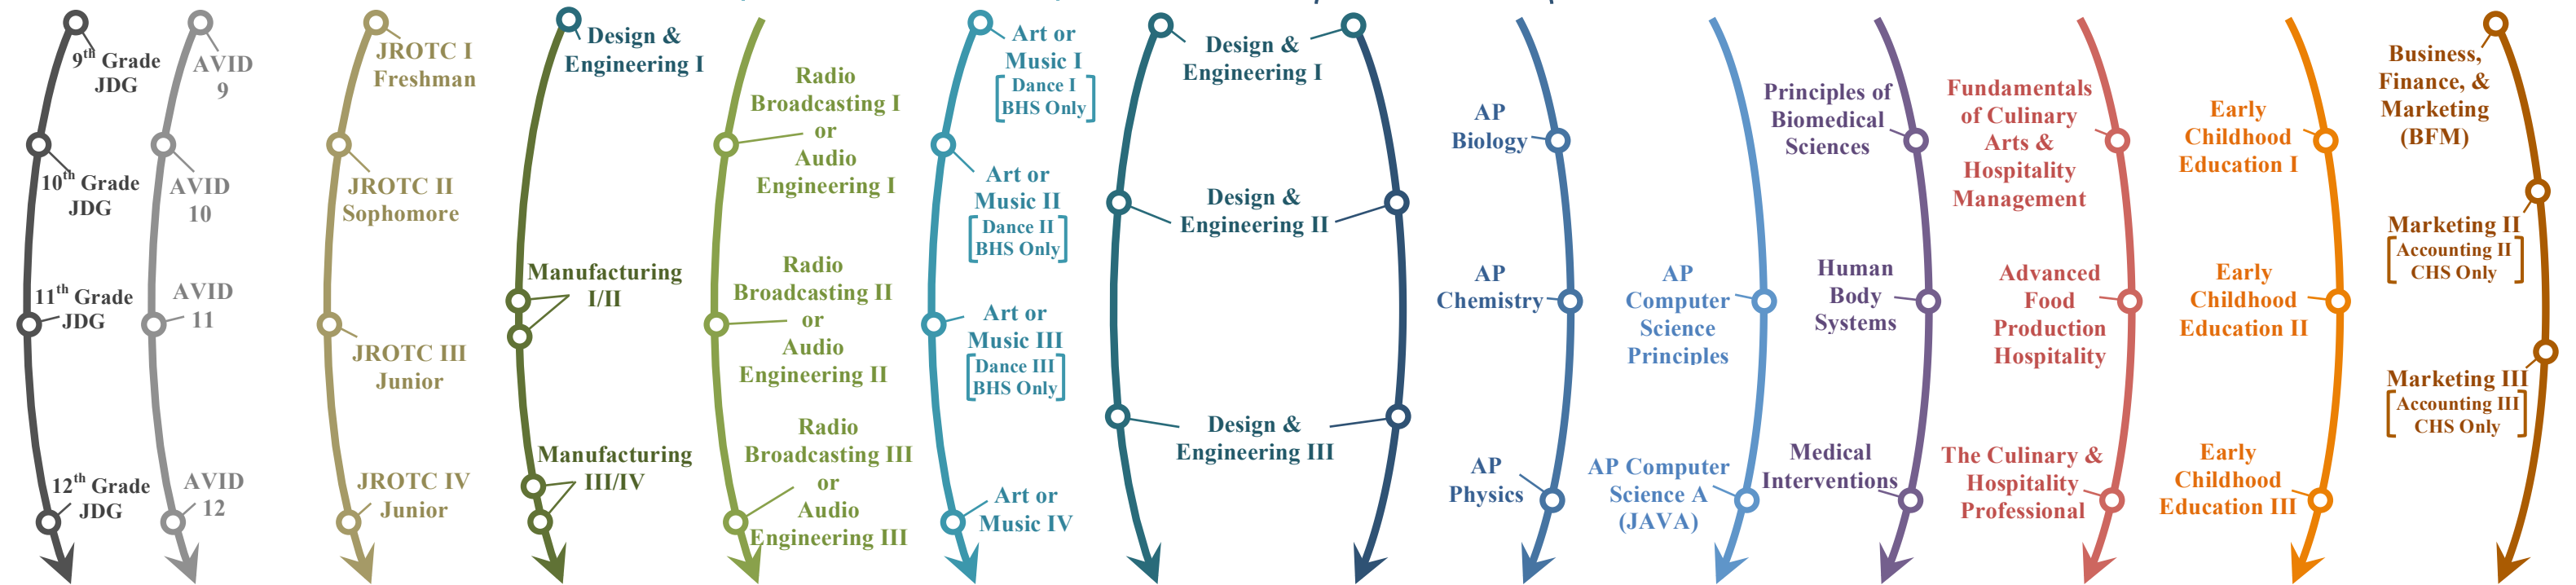 9th Grade
JDG
10th Grade
JDG
11th Grade
JDG
12th Grade
JDG
AVID
9
AVID
10
AVID
11
AVID
12
JROTC I
Freshman
JROTC II
Sophomore
JROTC III
Junior
JROTC IV
Junior
Design &
Engineering I
Manufacturing
I/II
Manufacturing
III/IV
Radio
Broadcasting I
or
Audio
Engineering I
Radio
Broadcasting II
or
Audio
Engineering II
Radio
Broadcasting III
or
Audio
Engineering III
Art or
Music I
Dance I
BHS Only
Art or
Music II
Dance II
BHS Only
Art or
Music III
Dance III
BHS Only
Art or
Music IV
Design &
Engineering I
Design &
Engineering II
Design &
Engineering III
AP
Biology
AP
Chemistry
AP
Physics
AP
Computer
Science
Principles
AP Computer
Science A
(JAVA)
Principles of
Biomedical
Sciences
Human
Body
Systems
Medical
Interventions
Fundamentals
of Culinary
Arts &
Hospitality
Management
Advanced
Food
Production
Hospitality
The Culinary &
Hospitality
Professional
Early
Childhood
Education I
Early
Childhood
Education II
Early
Childhood
Education III
Business,
Finance, &
Marketing
(BFM)
Marketing II
Accounting II
CHS Only
Marketing III
Accounting III
CHS Only